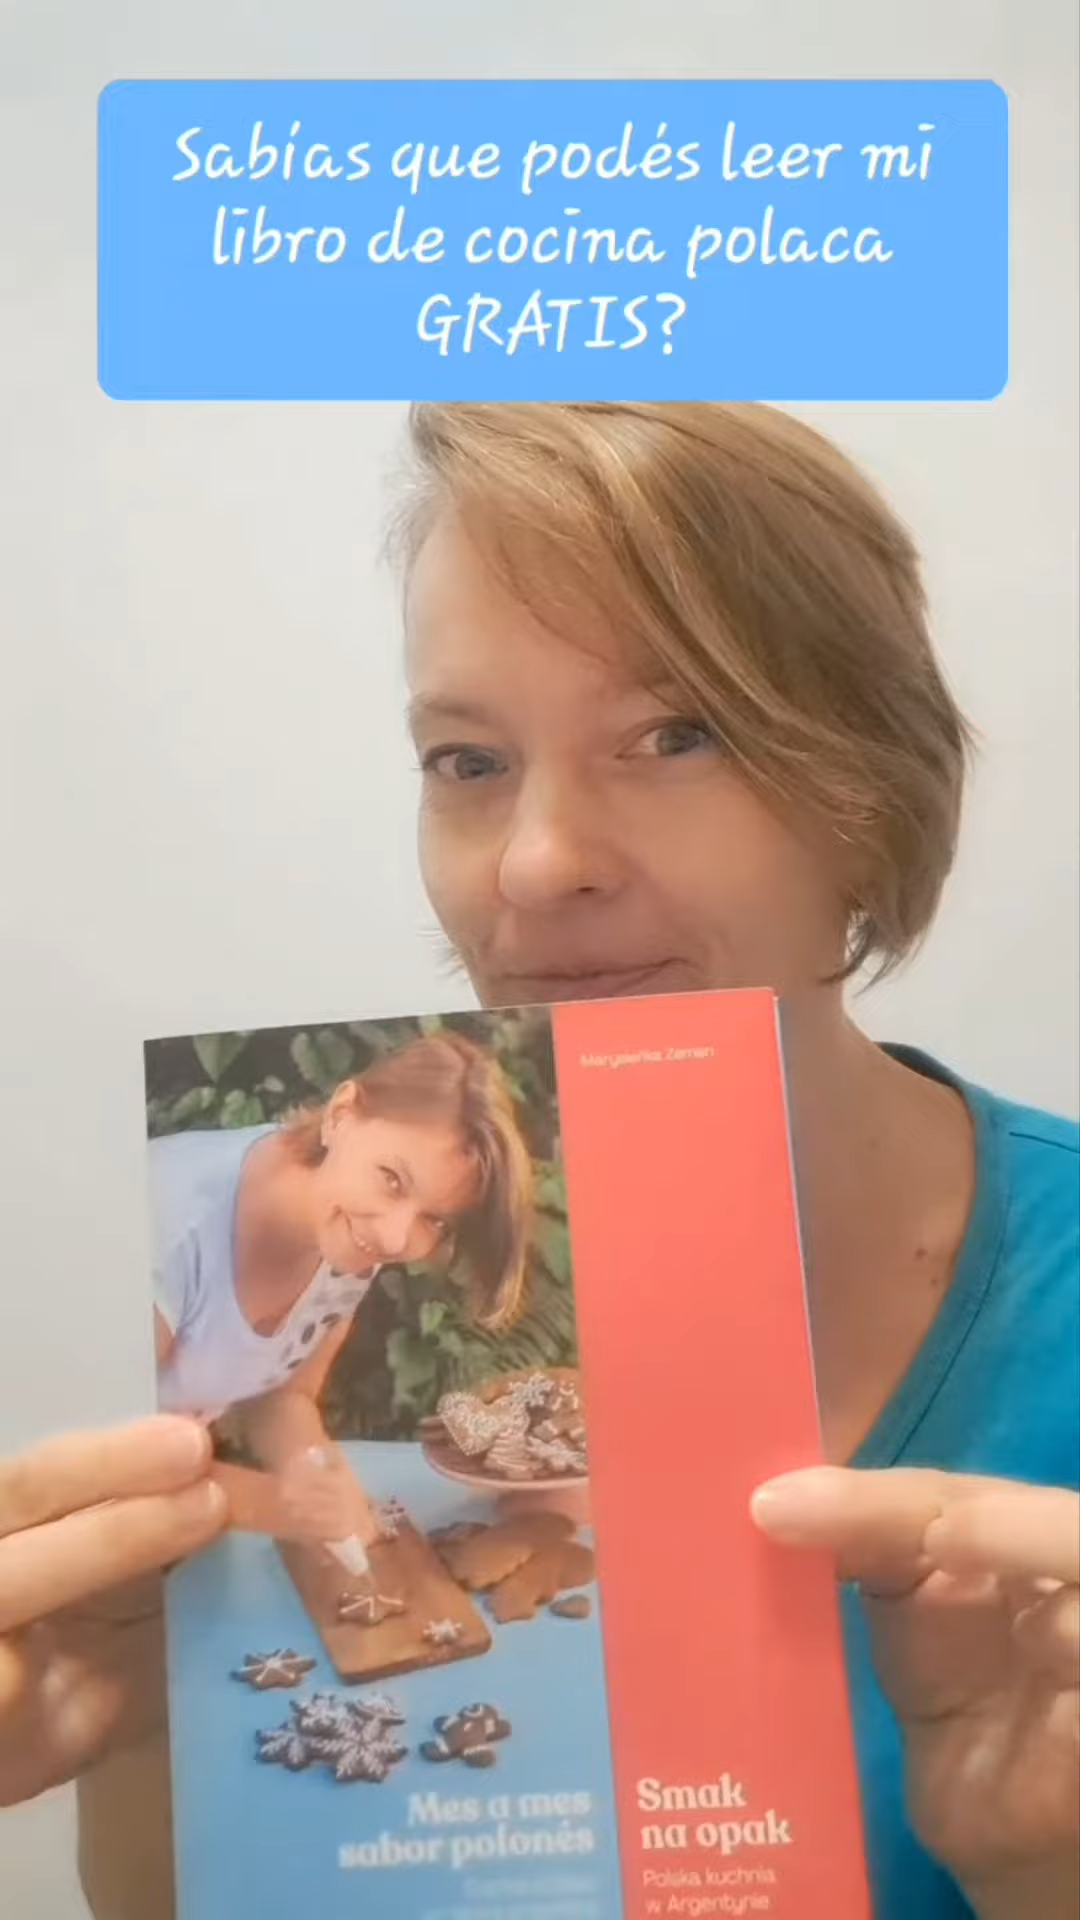 Sabías que podés leer mi
libro de cocina polaca
GRATIS?
Marysieńka Zeman
Mes a mes
sabor polonés
Smak
na opak
Polska kuchnia
w Argentynie